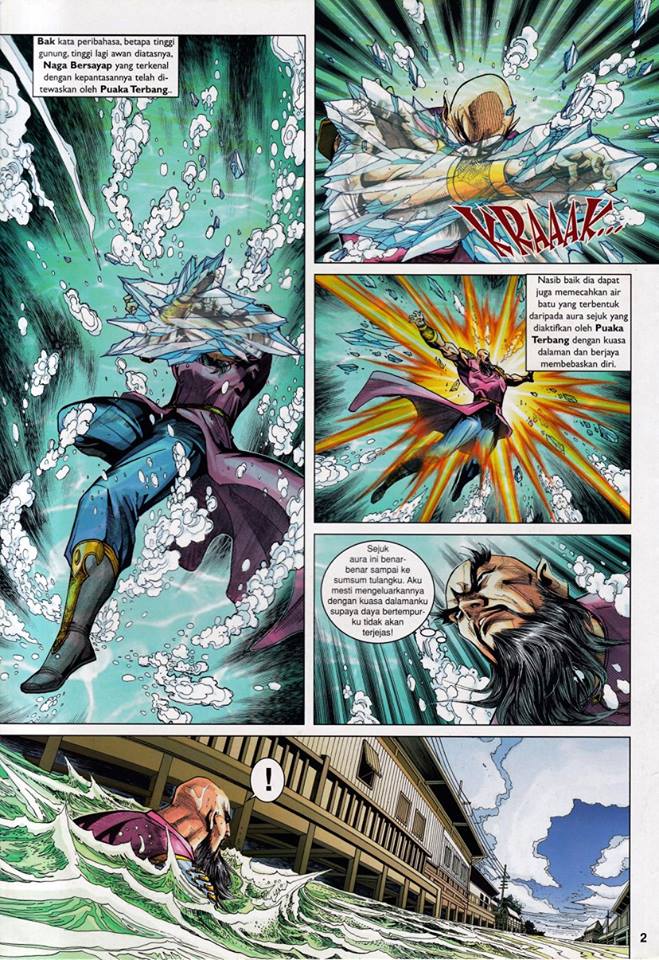 Bak kata peribahasa, betapa tinggi
gunung, tinggi lagi awan diatasnya,
Naga Bersayap yang terkenal
dengan kepantasannya telah di-
tewaskan oleh Puaka Terbang..
KRAAAK...
Nasib baik dia dapat
juga memecahkan air
batu yang terbentuk
daripada aura sejuk yang
diaktifkan oleh Puaka
Terbang dengan kuasa
dalaman dan berjaya
membebaskan diri.
Sejuk
aura ini benar-
benar sampai ke
sumsum tulangku. Aku
mesti mengeluarkannya
dengan kuasa dalamanku
supaya daya bertempur-
ku tidak akan
terjejas!
!
2